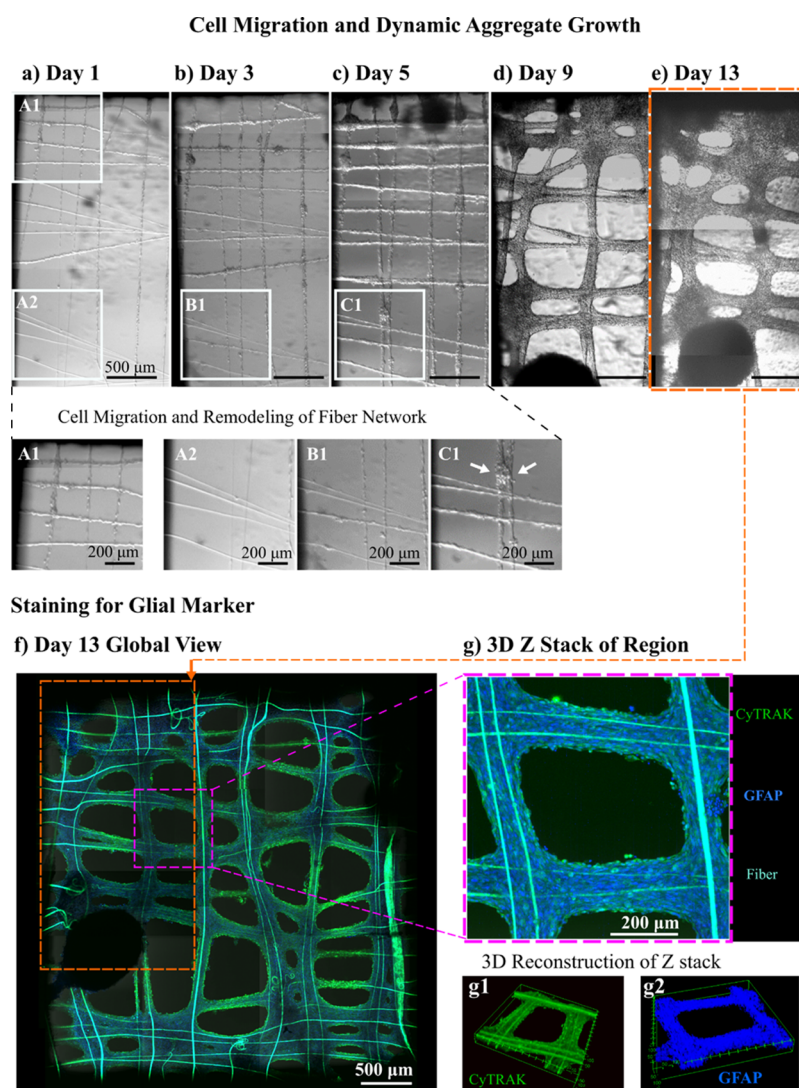 Cell Migration and Dynamic Aggregate Growth
a) Day 1 b) Day 3 c) Day 5 d) Day 9 e) Day 13
A1
A2 B1 C1
500 µm
Cell Migration and Remodeling of Fiber Network
A1 A2 B1 C1
200 µm 200 µm 200 µm 200 µm
Staining for Glial Marker
f) Day 13 Global View g) 3D Z Stack of Region
CyTRAK
GFAP
Fiber
200 µm
3D Reconstruction of Z stack
g1 g2
500 µm CyTRAK GFAP